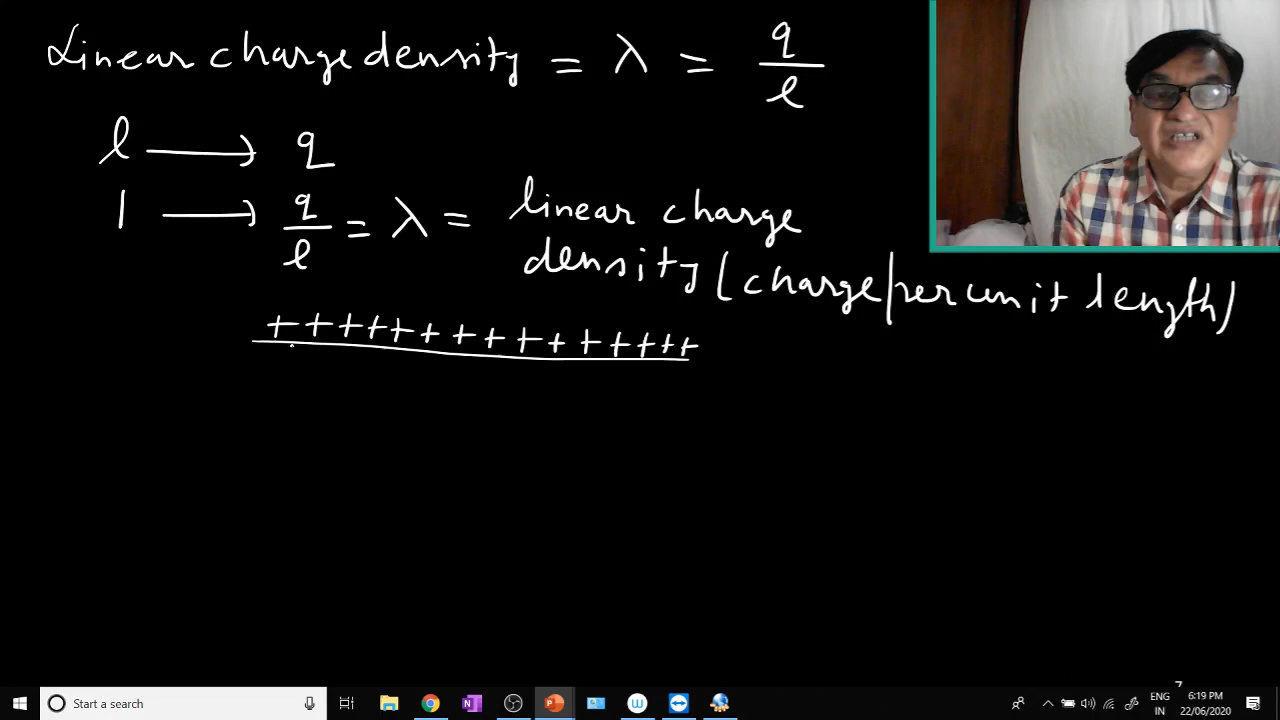 Linear charge density = λ = q/l
l → q
1 → q/l = λ = linear charge
density (charge/per unit length)
+ + + + + + + + + + + + + + +
Start a search
ENG 6:19 PM
IN 22/06/2020